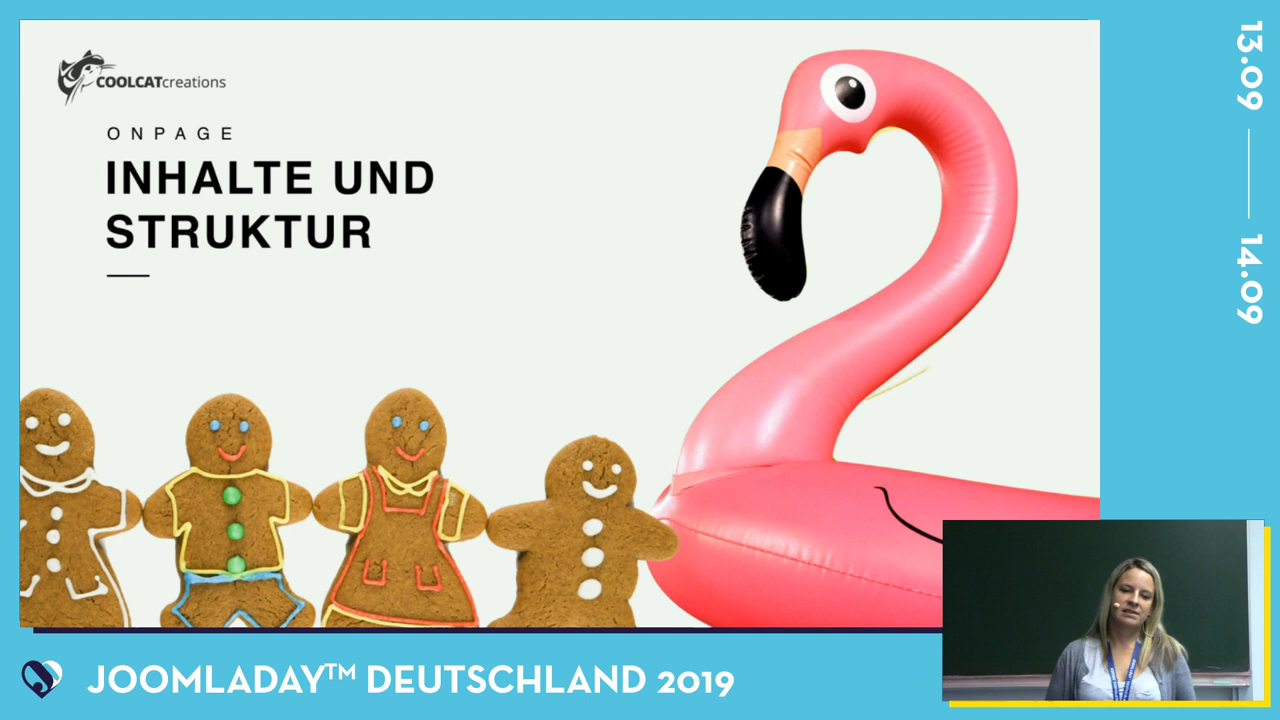 COOLCATcreations
ONPAGE
INHALTE UND
STRUKTUR
13.09
14.09
JOOMLADAY™ DEUTSCHLAND 2019